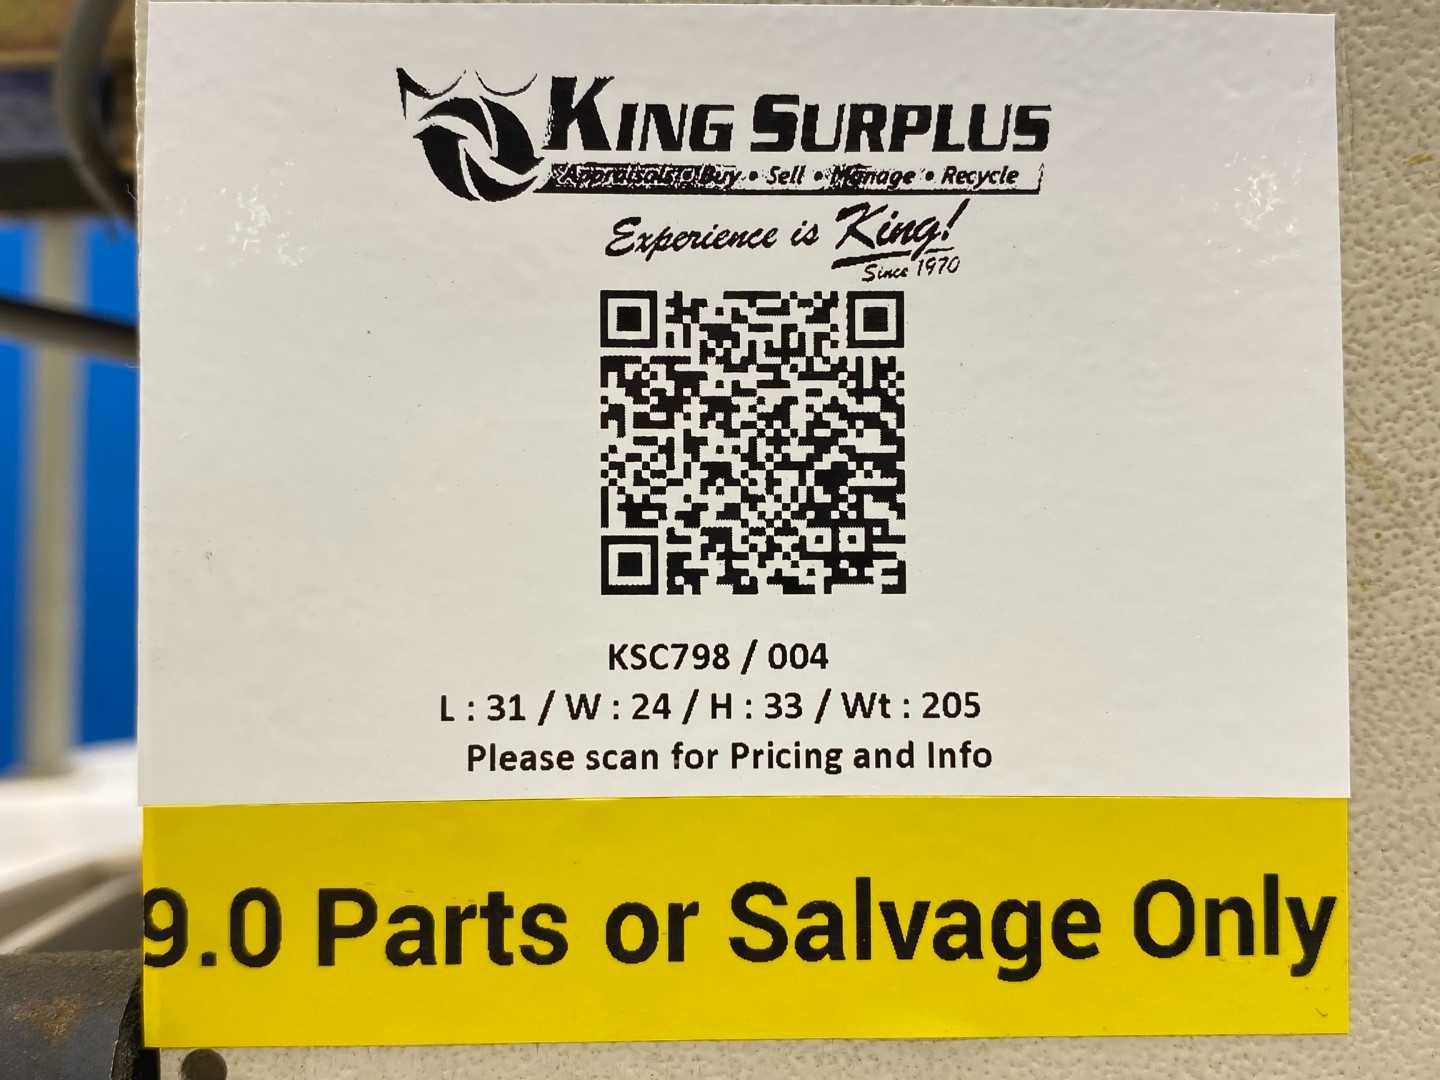 KING SURPLUS
Appraisals • Buy • Sell • Manage • Recycle
Experience is King!
Since 1970
KSC798 / 004
L : 31 / W : 24 / H : 33 / Wt : 205
Please scan for Pricing and Info
9.0 Parts or Salvage Only